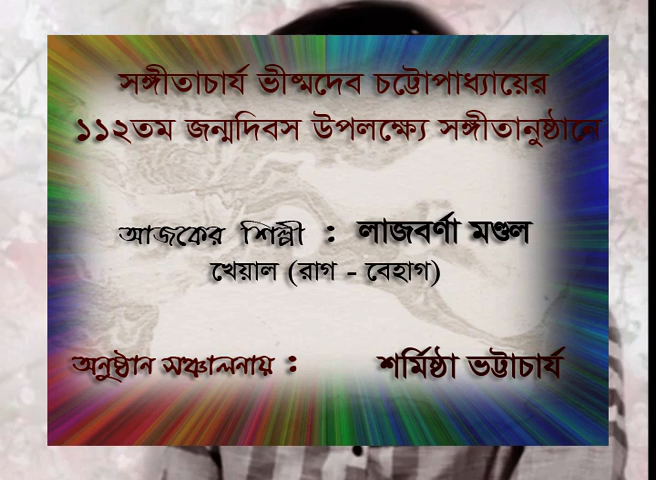 সঙ্গীতাচার্য ভীষ্মদেব চট্টোপাধ্যায়ের
১১২তম জন্মদিবস উপলক্ষ্যে সঙ্গীতানুষ্ঠানে
আজকের শিল্পী : লাজবর্ণা মণ্ডল
খেয়াল (রাগ - বেহাগ)
অনুষ্ঠান সঞ্চালনায় : শর্মিষ্ঠা ভট্টাচার্য